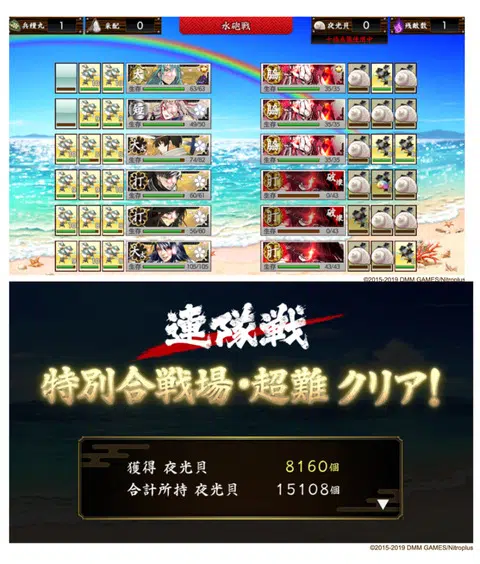 兵糧丸 1 采配 0 水砲戦 夜光貝 0 残敵数 1
生存 63/63 生存 35/35
生存 49/50 生存 35/35
生存 74/82 生存 35/35
生存 60/61 破壊 生存 0/43
生存 56/60 破壊 生存 0/43
生存 105/105 生存 43/43
©2015-2019 DMM GAMES/Nitroplus
連隊戦
特別合戦場・超難 クリア!
獲得 夜光貝 8160個
合計所持 夜光貝 15108個
©2015-2019 DMM GAMES/Nitroplus